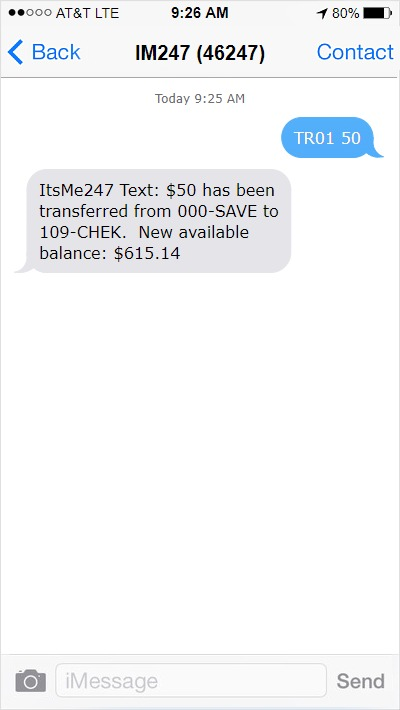 AT&T LTE 9:26 AM 80%
Back IM247 (46247) Contact
Today 9:25 AM
TR01 50
ItsMe247 Text: $50 has been
transferred from 000-SAVE to
109-CHEK.  New available
balance: $615.14
iMessage Send